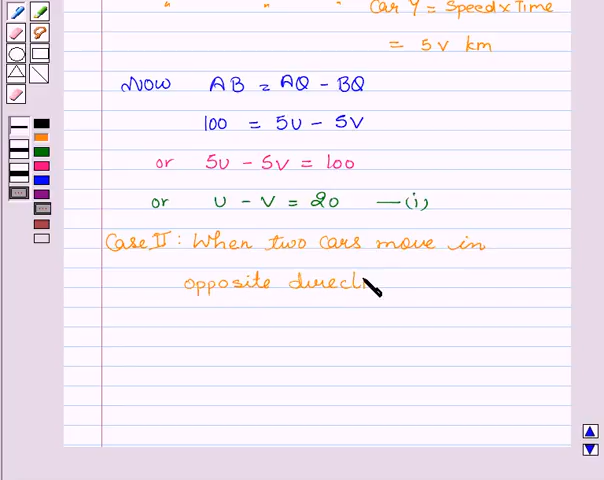 " " " Car Y = Speed x Time
= 5v km
Now AB = AQ - BQ
100 = 5u - 5v
or 5u - 5v = 100
or u - v = 20 —(i)
Case II : When two cars move in
opposite directi